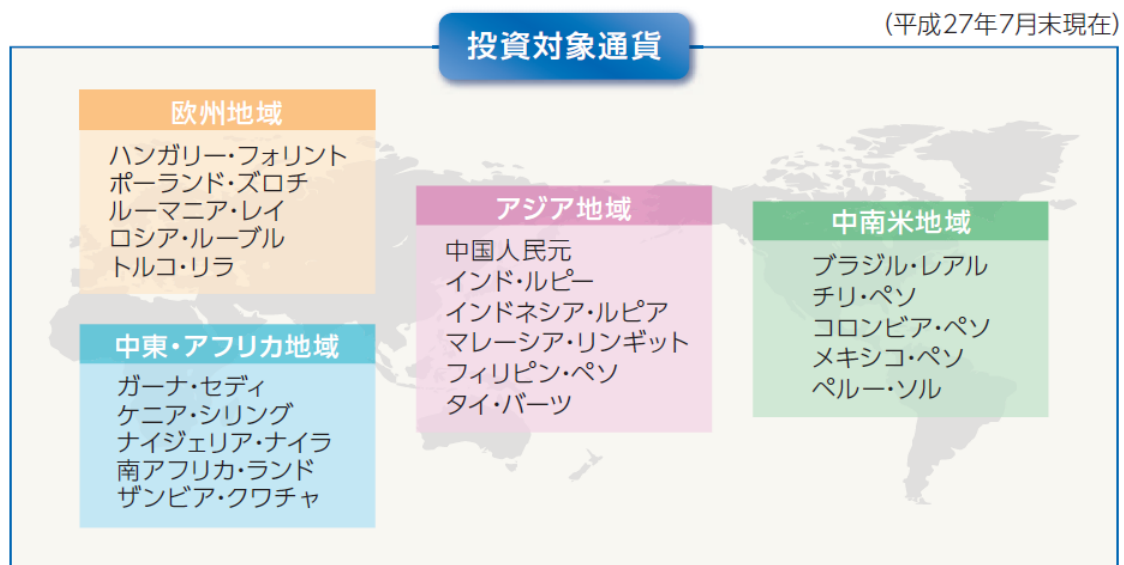 (平成27年7月末現在)
投資対象通貨
欧州地域
ハンガリー・フォリント
ポーランド・ズロチ
ルーマニア・レイ
ロシア・ルーブル
トルコ・リラ
中東・アフリカ地域
ガーナ・セディ
ケニア・シリング
ナイジェリア・ナイラ
南アフリカ・ランド
ザンビア・クワチャ
アジア地域
中国人民元
インド・ルピー
インドネシア・ルピア
マレーシア・リンギット
フィリピン・ペソ
タイ・バーツ
中南米地域
ブラジル・レアル
チリ・ペソ
コロンビア・ペソ
メキシコ・ペソ
ペルー・ソル